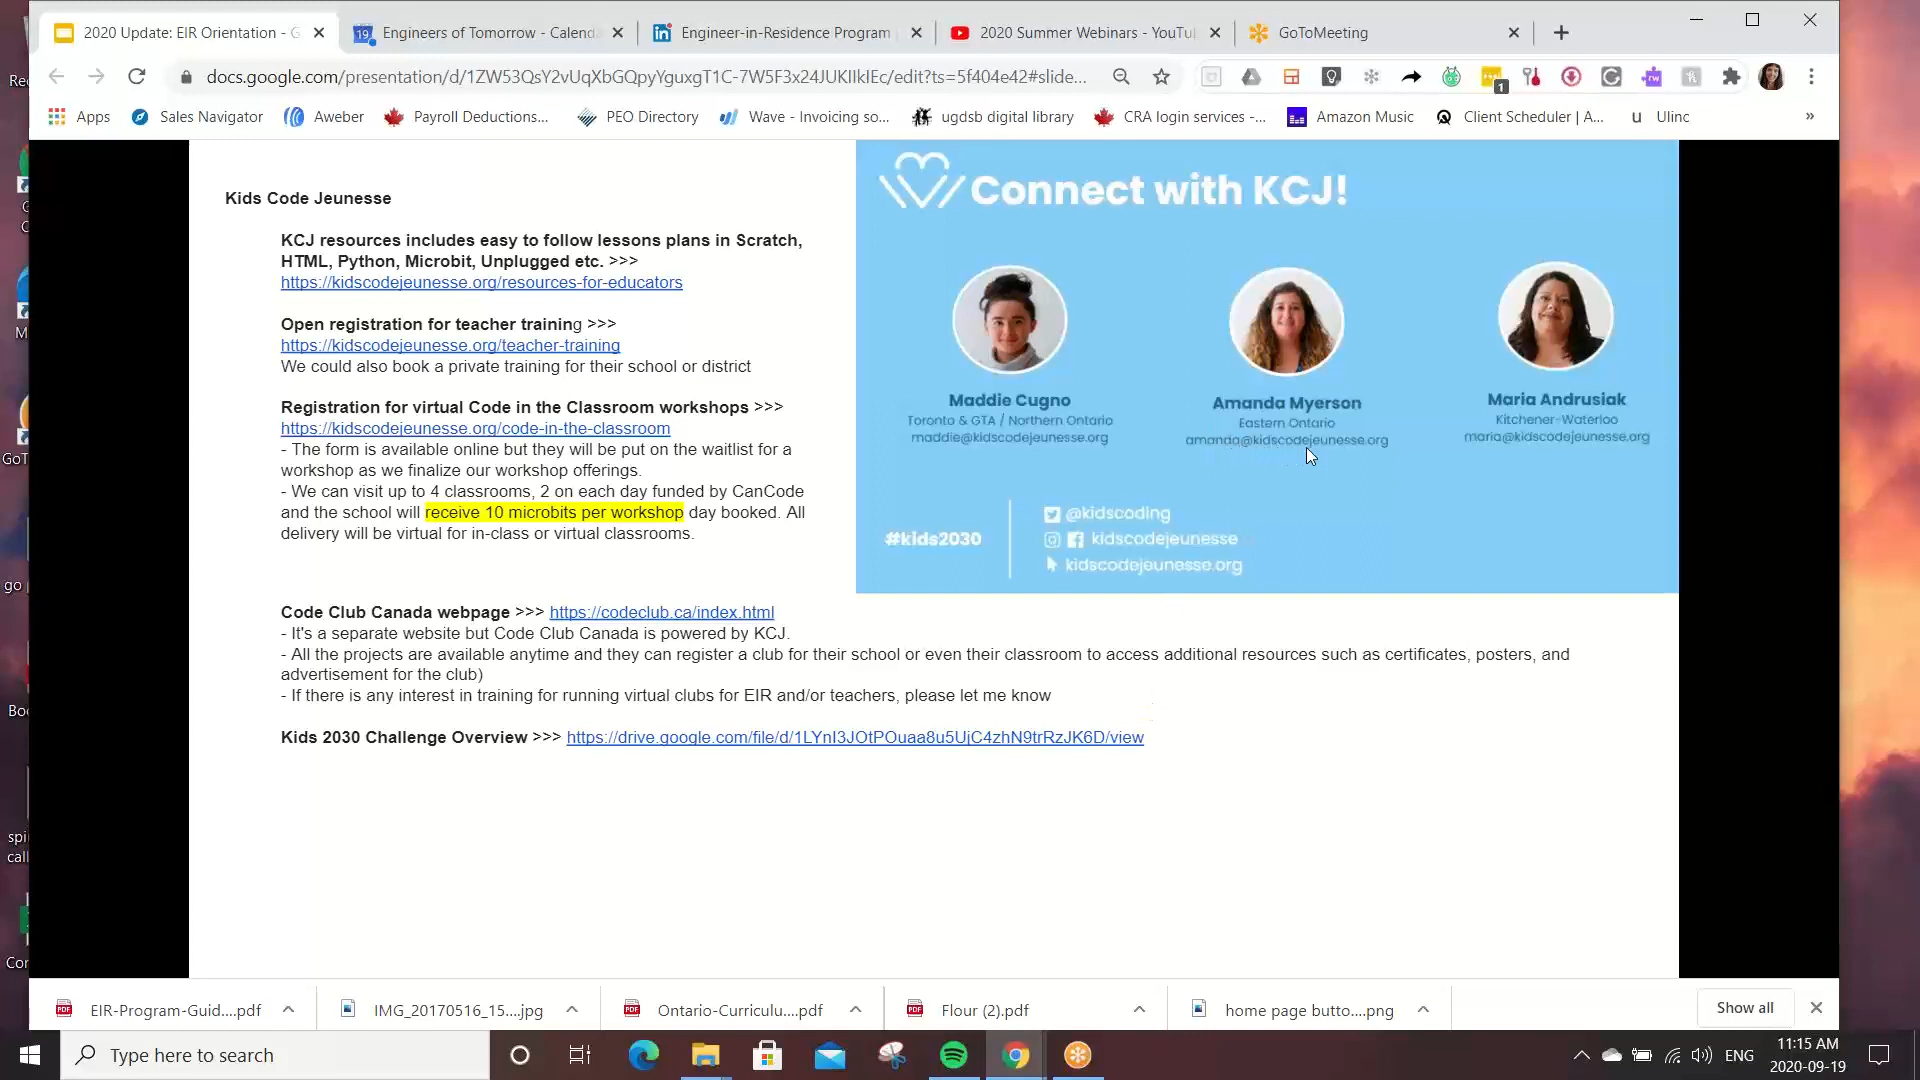 2020 Update: EIR Orientation - G
Engineers of Tomorrow - Calenda
Engineer-in-Residence Program
2020 Summer Webinars - YouTu
GoToMeeting
docs.google.com/presentation/d/1ZW53QsY2vUqXbGQpyYguxgT1C-7W5F3x24JUKIIkIEc/edit?ts=5f404e42#slide...
1
Apps
Sales Navigator
Aweber
Payroll Deductions...
PEO Directory
Wave - Invoicing so...
ugdsb digital library
CRA login services -...
Amazon Music
Client Scheduler | A...
Ulinc
»
Kids Code Jeunesse
KCJ resources includes easy to follow lessons plans in Scratch,
HTML, Python, Microbit, Unplugged etc. >>>
https://kidscodejeunesse.org/resources-for-educators
Open registration for teacher training >>>
https://kidscodejeunesse.org/teacher-training
We could also book a private training for their school or district
Registration for virtual Code in the Classroom workshops >>>
https://kidscodejeunesse.org/code-in-the-classroom
- The form is available online but they will be put on the waitlist for a
workshop as we finalize our workshop offerings.
- We can visit up to 4 classrooms, 2 on each day funded by CanCode
and the school will receive 10 microbits per workshop day booked. All
delivery will be virtual for in-class or virtual classrooms.
Connect with KCJ!
Maddie Cugno
Toronto & GTA / Northern Ontario
maddie@kidscodejeunesse.org
Amanda Myerson
Eastern Ontario
amanda@kidscodejeunesse.org
Maria Andrusiak
Kitchener-Waterloo
maria@kidscodejeunesse.org
#kids2030
@kidscoding
kidscodejeunesse
kidscodejeunesse.org
Code Club Canada webpage >>> https://codeclub.ca/index.html
- It's a separate website but Code Club Canada is powered by KCJ.
- All the projects are available anytime and they can register a club for their school or even their classroom to access additional resources such as certificates, posters, and
advertisement for the club)
- If there is any interest in training for running virtual clubs for EIR and/or teachers, please let me know
Kids 2030 Challenge Overview >>> https://drive.google.com/file/d/1LYnI3JOtPOuaa8u5UjC4zhN9trRzJK6D/view
EIR-Program-Guid....pdf
IMG_20170516_15....jpg
Ontario-Curriculu....pdf
Flour (2).pdf
home page butto....png
Show all
Type here to search
ENG
11:15 AM
2020-09-19